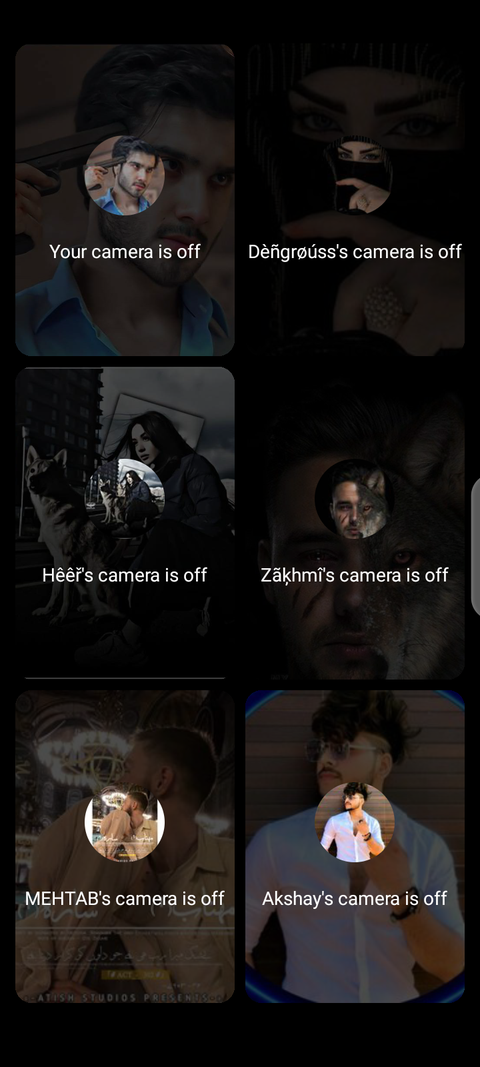 Your camera is off
Dèñgrøúss's camera is off
Hêêř's camera is off
Zãķhmî's camera is off
MEHTAB's camera is off
Akshay's camera is off
ATISH STUDIOS PRESENTS